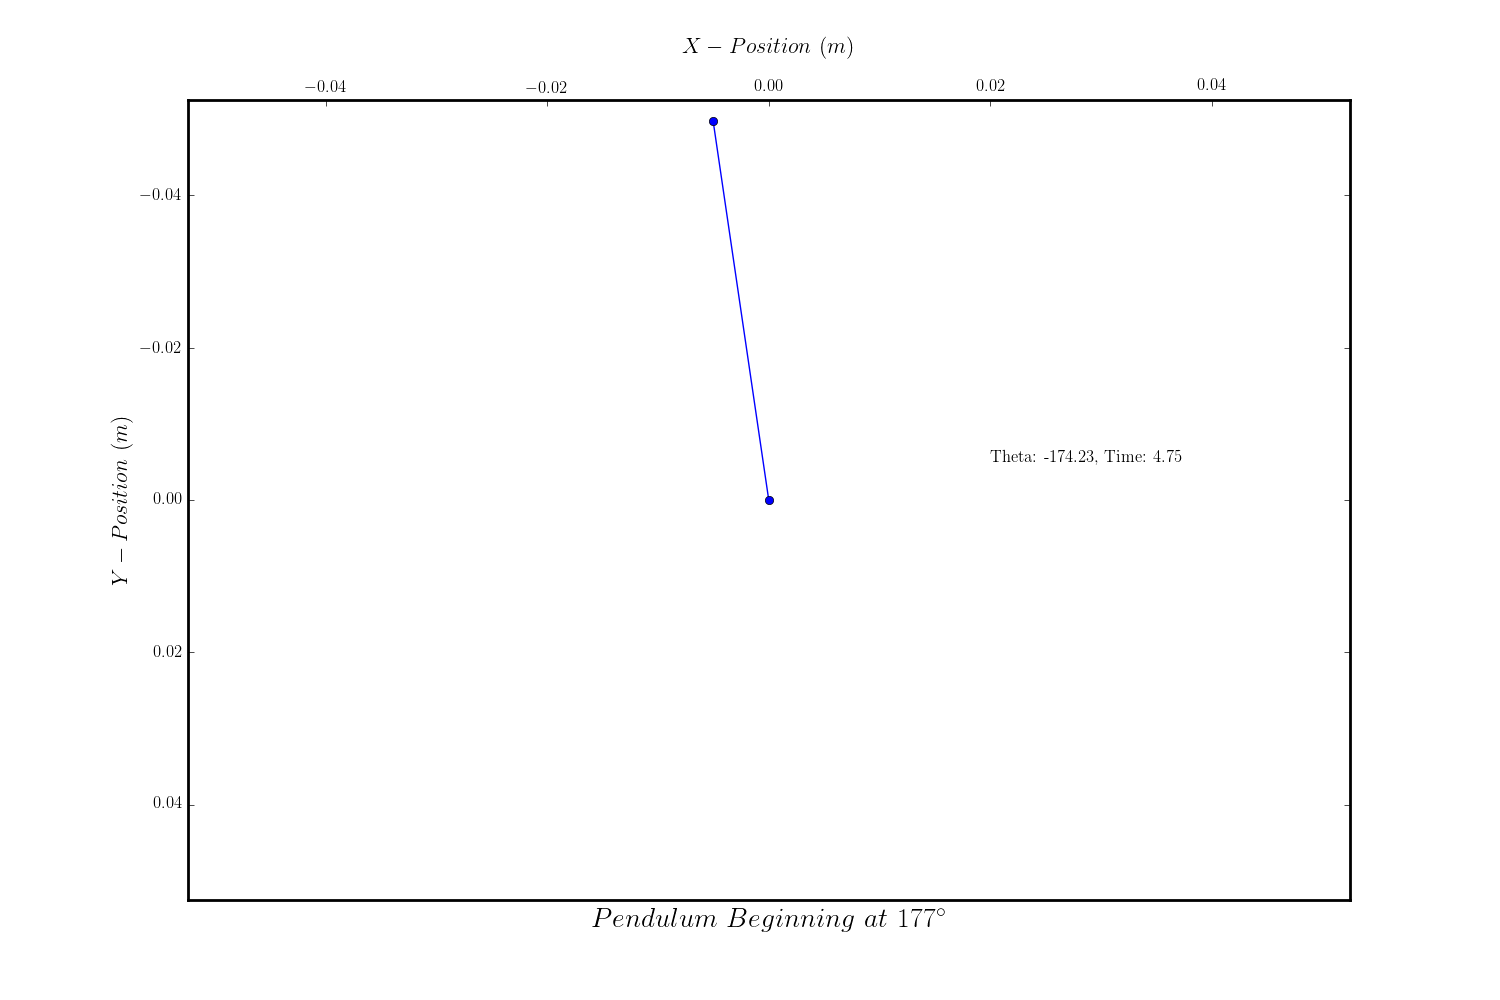 X − Position (m)
−0.04 −0.02 0.00 0.02 0.04
Y − Position (m)
−0.04
−0.02
0.00
0.02
0.04
Theta: -174.23, Time: 4.75
Pendulum Beginning at 177°